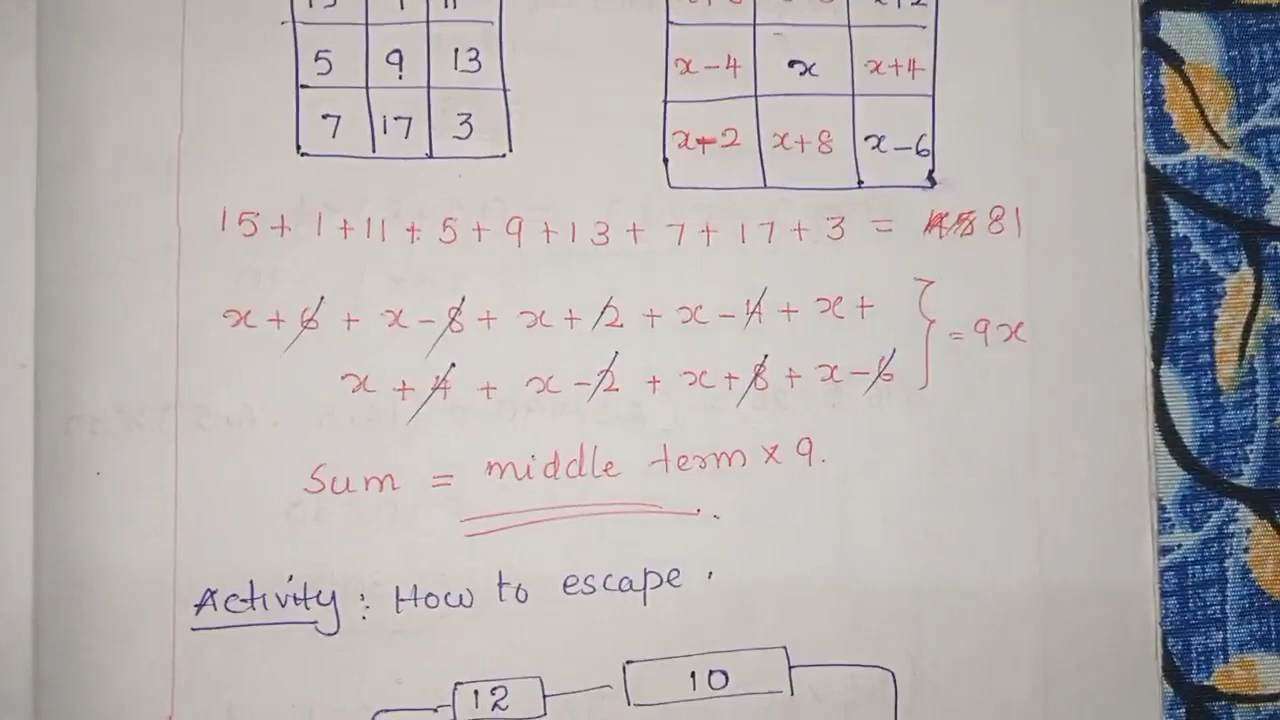 5 9 13 x-4 x x+4
7 17 3 x+2 x+8 x-6
15+1+11+5+9+13+7+17+3 = 81
x+6+x-8+x+2+x-4+x+
x+4+x-2+x+8+x-6 } =9x
Sum = middle term x 9.
Activity: How to escape.
12 10